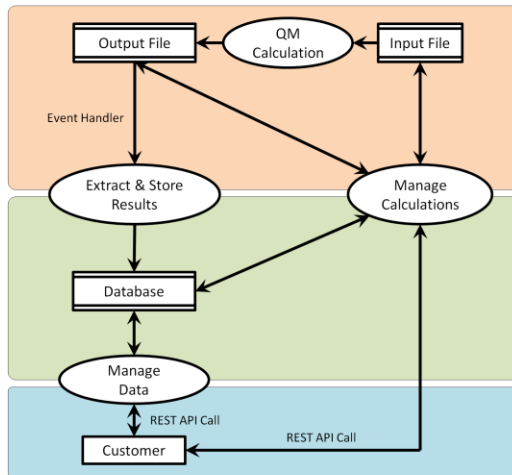 Output File
QM
Calculation
Input File
Event Handler
Extract & Store
Results
Manage
Calculations
Database
Manage
Data
REST API Call
REST API Call
Customer